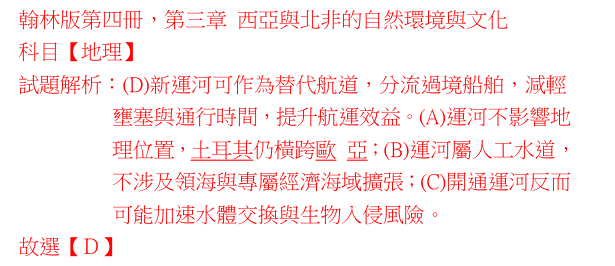 翰林版第四冊，第三章 西亞與北非的自然環境與文化
科目【地理】
試題解析：(D)新運河可作為替代航道，分流過境船舶，減輕
壅塞與通行時間，提升航運效益。(A)運河不影響地
理位置，土耳其仍橫跨歐 亞；(B)運河屬人工水道，
不涉及領海與專屬經濟海域擴張；(C)開通運河反而
可能加速水體交換與生物入侵風險。
故選【Ｄ】